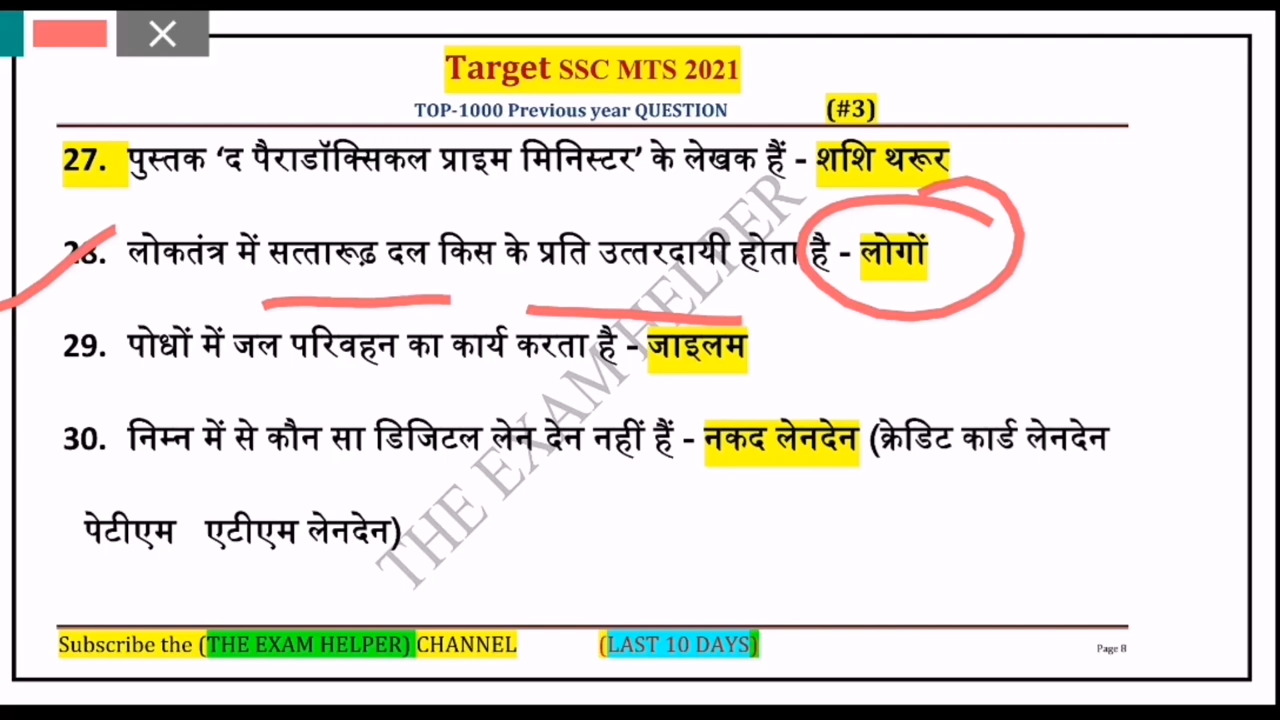 Target SSC MTS 2021
TOP-1000 Previous year QUESTION (#3)
27. पुस्तक ‘द पैराडॉक्सिकल प्राइम मिनिस्टर’ के लेखक हैं - शशि थरूर
28. लोकतंत्र में सत्तारूढ़ दल किस के प्रति उत्तरदायी होता है - लोगों
29. पोधों में जल परिवहन का कार्य करता है - जाइलम
30. निम्न में से कौन सा डिजिटल लेन देन नहीं हैं - नकद लेनदेन (क्रेडिट कार्ड लेनदेन
पेटीएम एटीएम लेनदेन)
THE EXAM HELPER
Subscribe the (THE EXAM HELPER) CHANNEL (LAST 10 DAYS)
Page 8